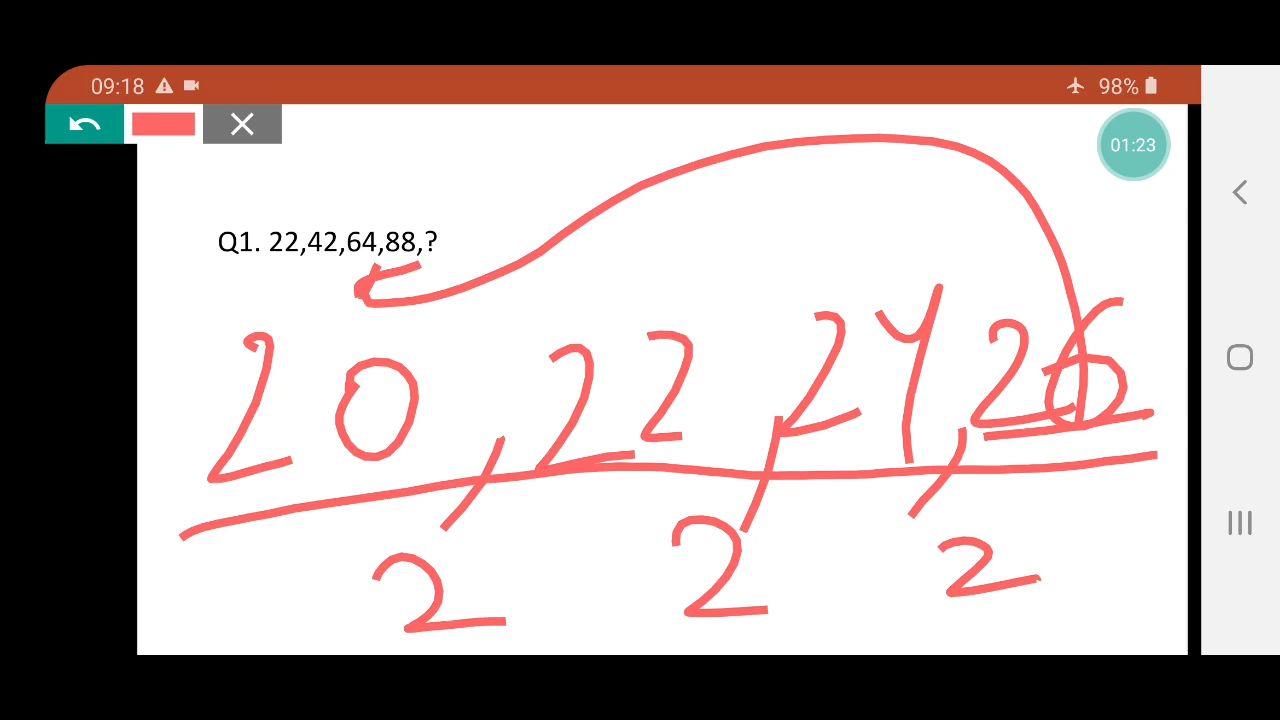 09:18 98%
01:23
Q1. 22,42,64,88,?
20,22,24,26
2 2 2